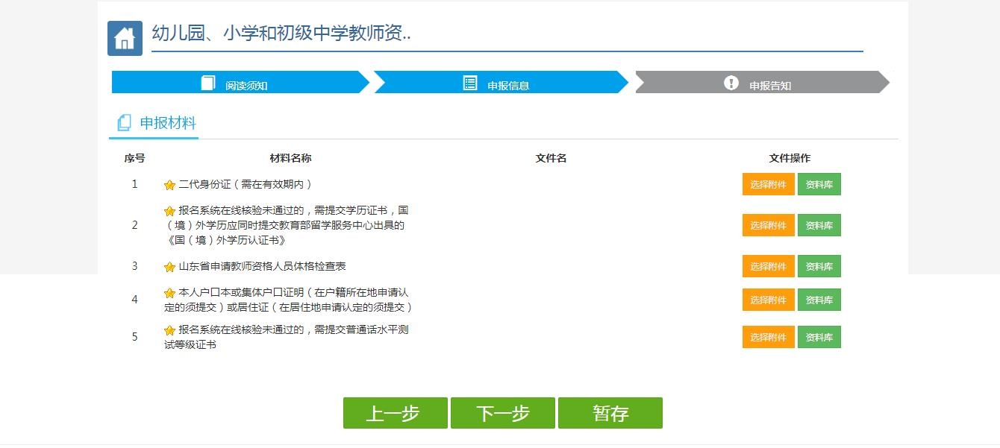 幼儿园、小学和初级中学教师资..
阅读须知
申报信息
申报告知
申报材料
序号 材料名称 文件名 文件操作
1 二代身份证（需在有效期内） 选择附件 资料库
2 报名系统在线核验未通过的，需提交学历证书，国
（境）外学历应同时提交教育部留学服务中心出具的
《国（境）外学历认证书》
选择附件 资料库
3 山东省申请教师资格人员体格检查表 选择附件 资料库
4 本人户口本或集体户口证明（在户籍所在地申请认
定的须提交）或居住证（在居住地申请认定的须提交）
选择附件 资料库
5 报名系统在线核验未通过的，需提交普通话水平测
试等级证书
选择附件 资料库
上一步 下一步 暂存